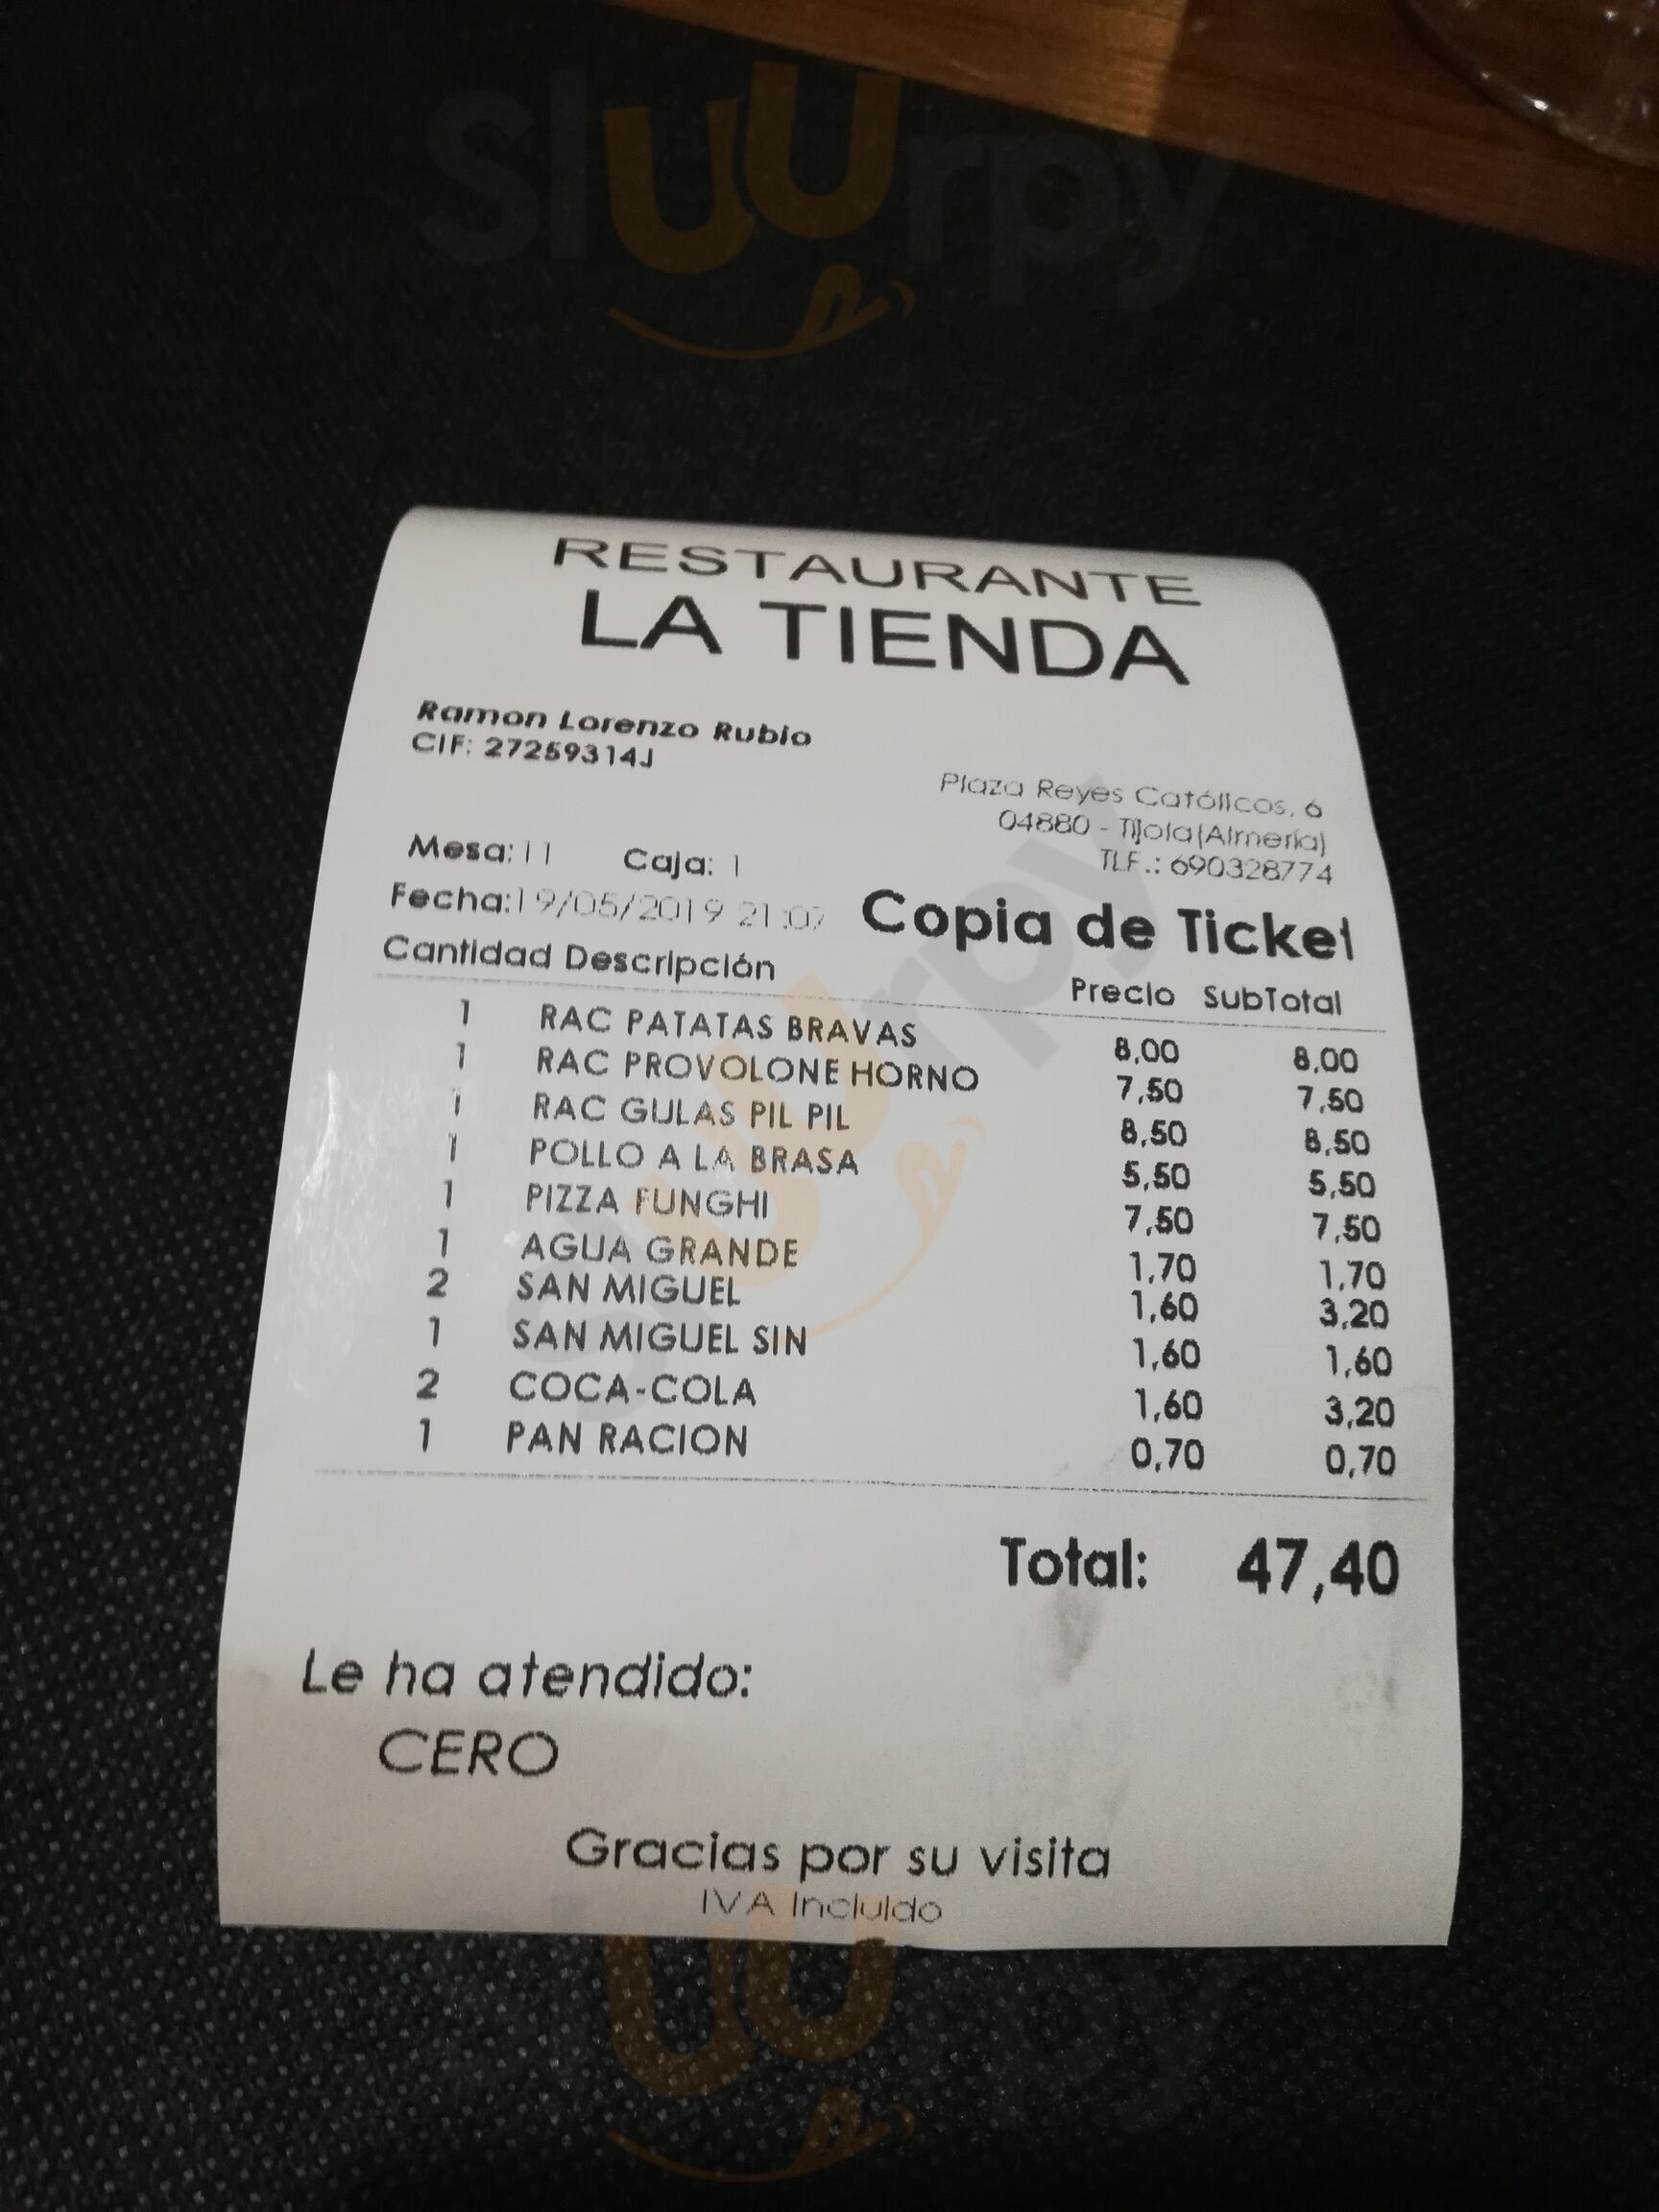 sluurpy
RESTAURANTE
LA TIENDA
Ramon Lorenzo Rubio
CIF: 27259314J
Plaza Reyes Católicos, 6
04880 - Tíjola(Almería)
TLF.: 690328774
Mesa: 11 Caja: 1
Fecha:19/05/2019 21:07 Copia de Ticket
Cantidad Descripción Precio SubTotal
1 RAC PATATAS BRAVAS 8,00 8,00
1 RAC PROVOLONE HORNO 7,50 7,50
1 RAC GULAS PIL PIL 8,50 8,50
1 POLLO A LA BRASA 5,50 5,50
1 PIZZA FUNGHI 7,50 7,50
1 AGUA GRANDE 1,70 1,70
2 SAN MIGUEL 1,60 3,20
1 SAN MIGUEL SIN 1,60 1,60
2 COCA-COLA 1,60 3,20
1 PAN RACION 0,70 0,70
Total: 47,40
Le ha atendido:
CERO
Gracias por su visita
IVA Incluido
sluurpy
sluurpy